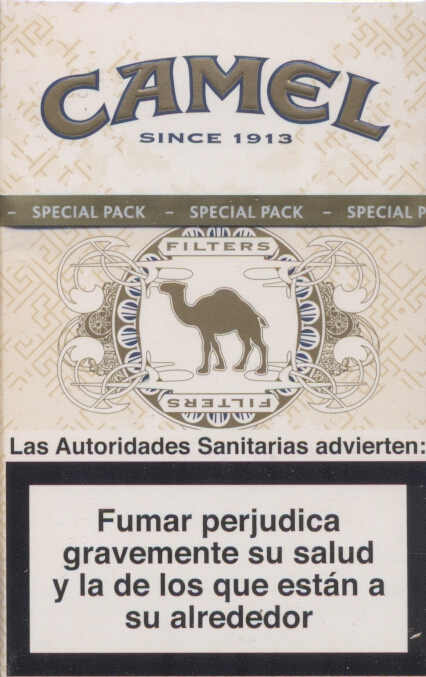 CAMEL
SINCE 1913
– SPECIAL PACK – SPECIAL PACK – SPECIAL P
FILTERS
FILTERS
Las Autoridades Sanitarias advierten:
Fumar perjudica
gravemente su salud
y la de los que están a
su alrededor